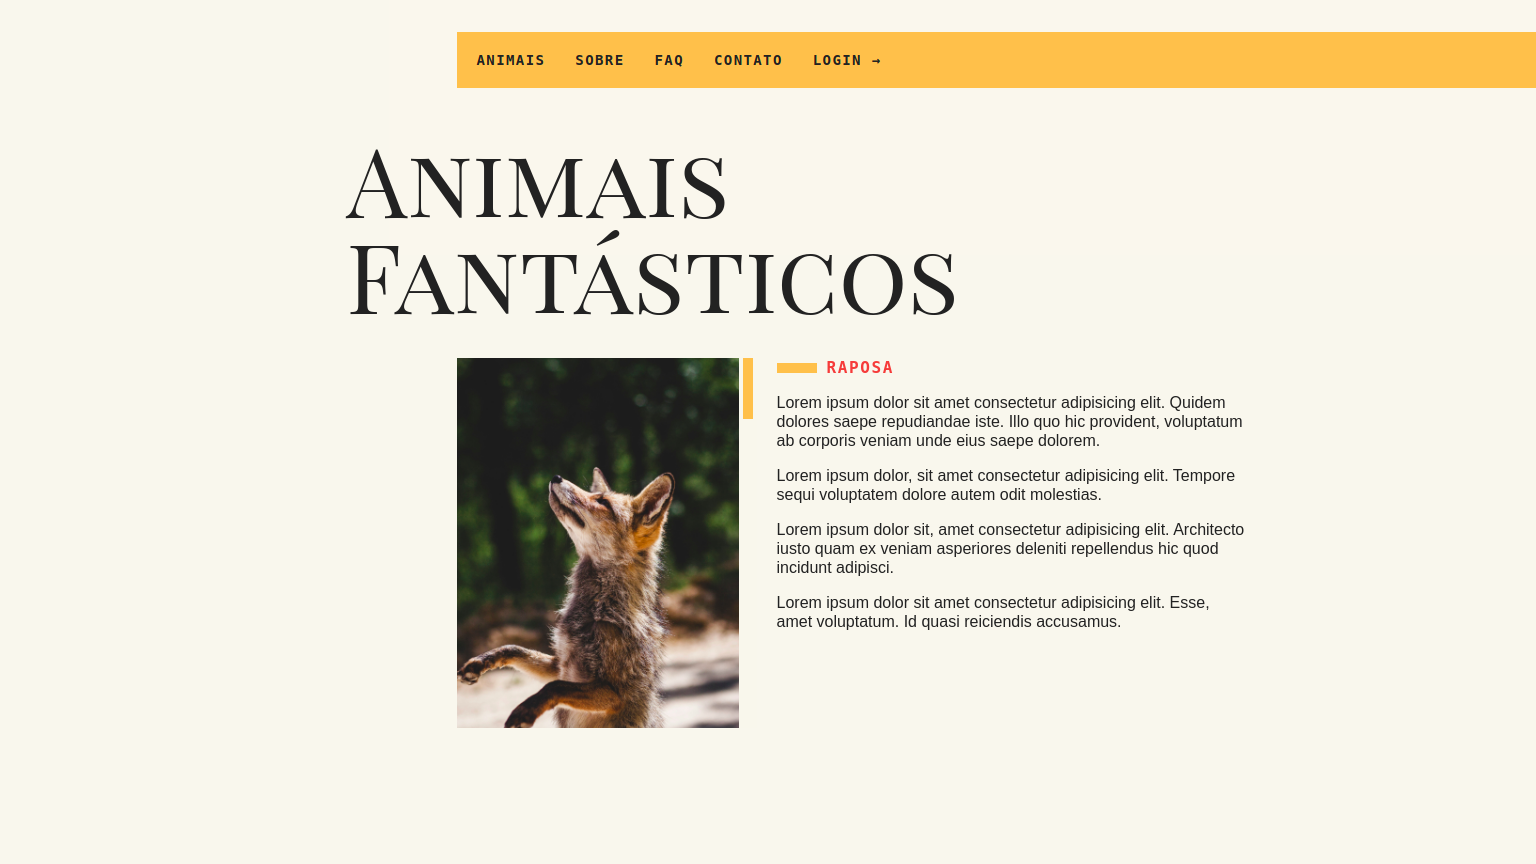 ANIMAIS SOBRE FAQ CONTATO LOGIN →
ANIMAIS
FANTÁSTICOS
RAPOSA
Lorem ipsum dolor sit amet consectetur adipisicing elit. Quidem
dolores saepe repudiandae iste. Illo quo hic provident, voluptatum
ab corporis veniam unde eius saepe dolorem.
Lorem ipsum dolor, sit amet consectetur adipisicing elit. Tempore
sequi voluptatem dolore autem odit molestias.
Lorem ipsum dolor sit, amet consectetur adipisicing elit. Architecto
iusto quam ex veniam asperiores deleniti repellendus hic quod
incidunt adipisci.
Lorem ipsum dolor sit amet consectetur adipisicing elit. Esse,
amet voluptatum. Id quasi reiciendis accusamus.